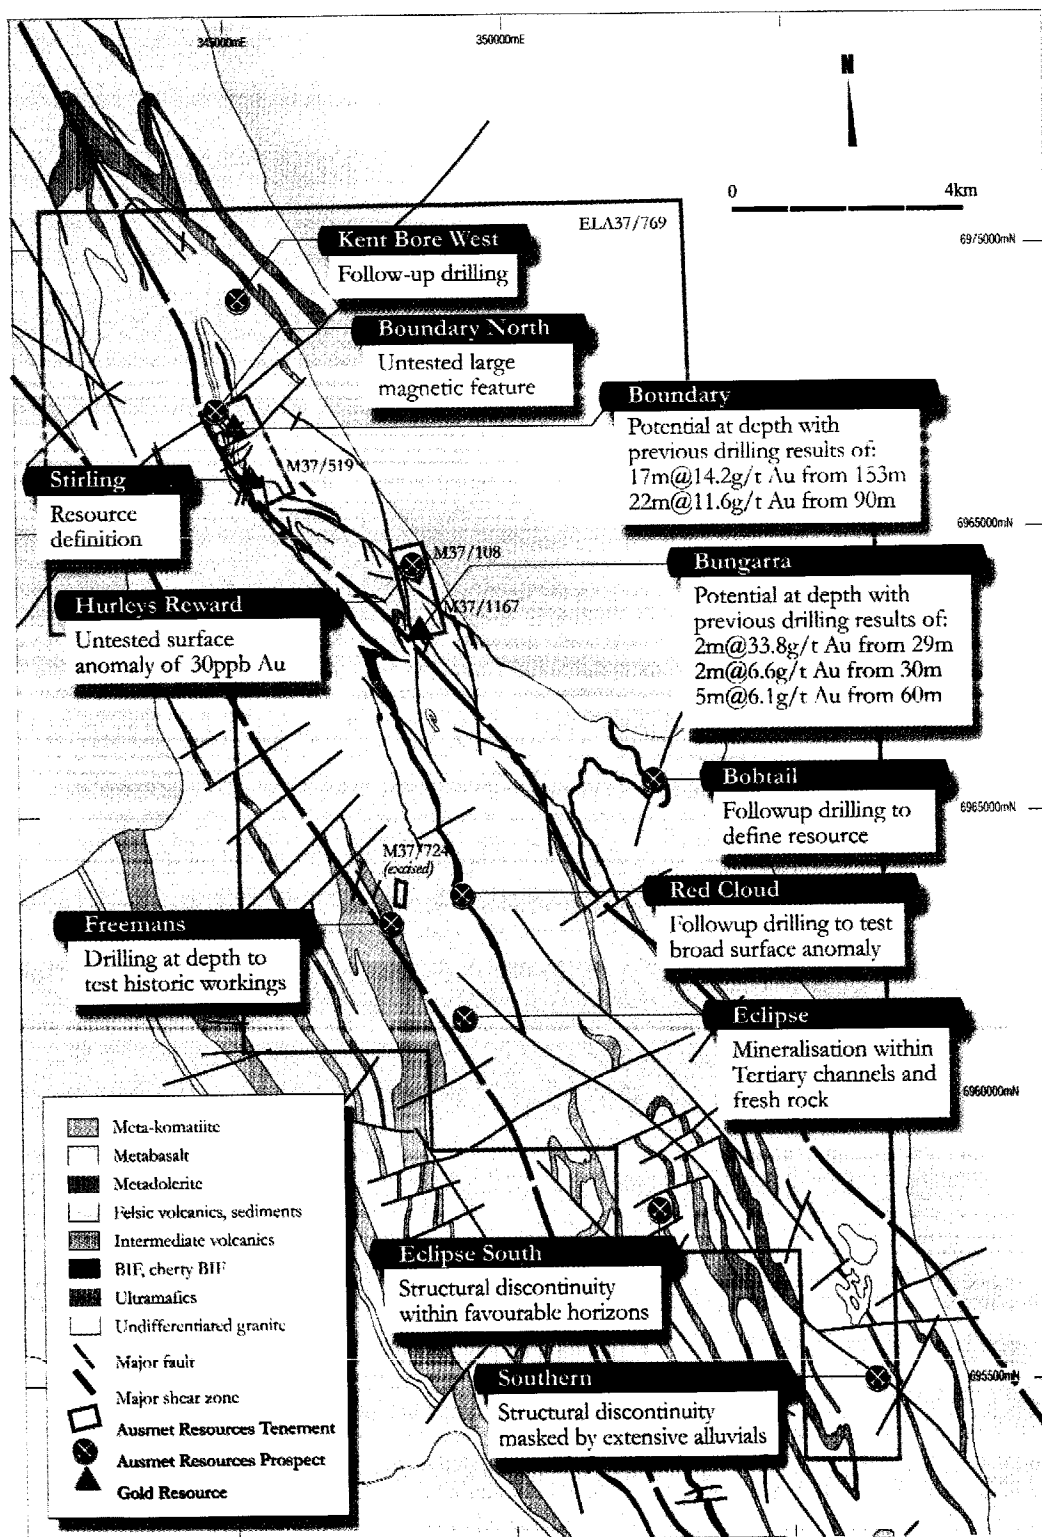 345000mE
350000mE
N
0 4km
ELA37/769
6975000mN
Kent Bore West
Follow-up drilling
Boundary North
Untested large
magnetic feature
Boundary
Potential at depth with
previous drilling results of:
17m@14.2g/t Au from 153m
22m@11.6g/t Au from 90m
M37/519
Stirling
Resource
definition
6965000mN
M37/108
Bungarra
Potential at depth with
previous drilling results of:
2m@33.8g/t Au from 29m
2m@6.6g/t Au from 30m
5m@6.1g/t Au from 60m
M37/1167
Hurleys Reward
Untested surface
anomaly of 30ppb Au
Bobtail
Followup drilling to
define resource
6965000mN
M37/724
(excised)
Red Cloud
Followup drilling to test
broad surface anomaly
Freemans
Drilling at depth to
test historic workings
Eclipse
Mineralisation within
Tertiary channels and
fresh rock
6960000mN
Meta-komatiite
Metabasalt
Metadolerite
Felsic volcanics, sediments
Intermediate volcanics
BIF, cherty BIF
Ultramafics
Undifferentiated granite
Major fault
Major shear zone
Ausmet Resources Tenement
Ausmet Resources Prospect
Gold Resource
Eclipse South
Structural discontinuity
within favourable horizons
Southern
Structural discontinuity
masked by extensive alluvials
695500mN